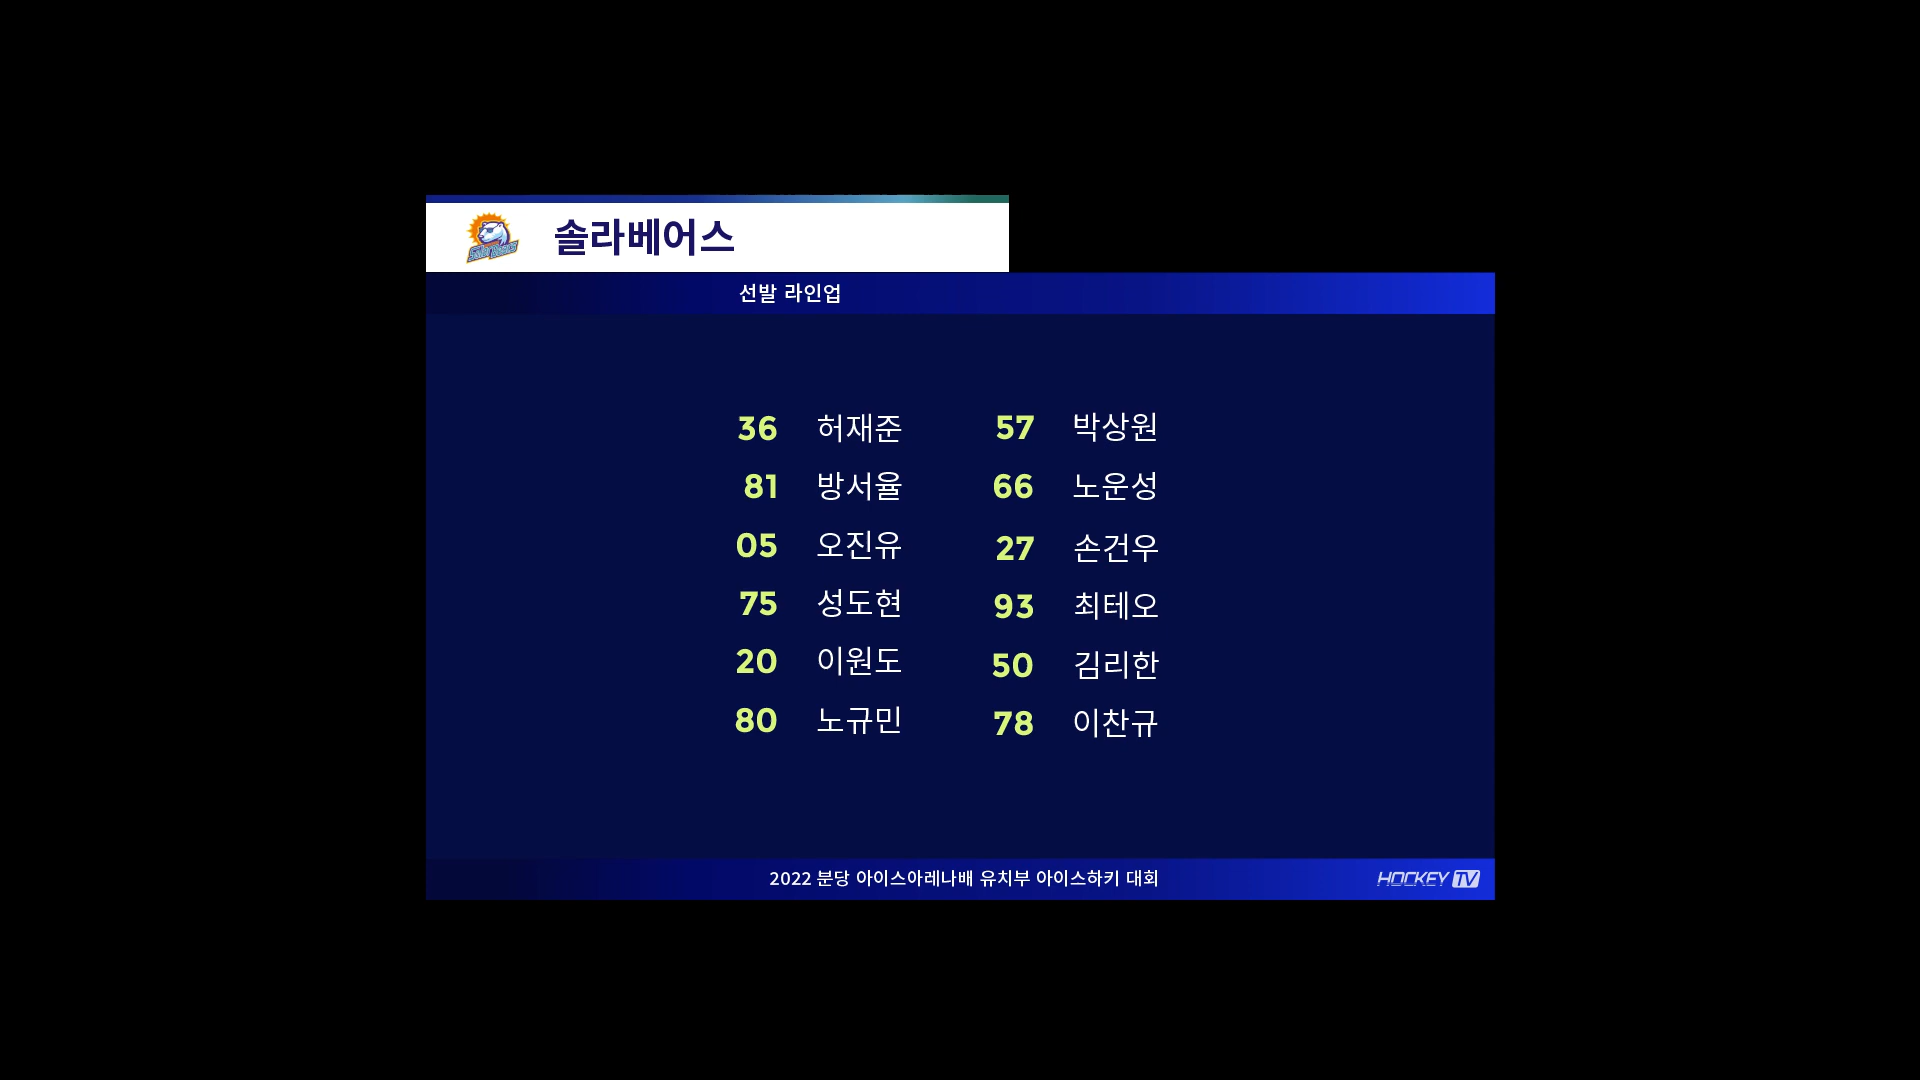 솔라베어스
선발 라인업
36 허재준 57 박상원
81 방서율 66 노운성
05 오진유 27 손건우
75 성도현 93 최테오
20 이원도 50 김리한
80 노규민 78 이찬규
2022 분당 아이스아레나배 유치부 아이스하키 대회
HOCKEY TV